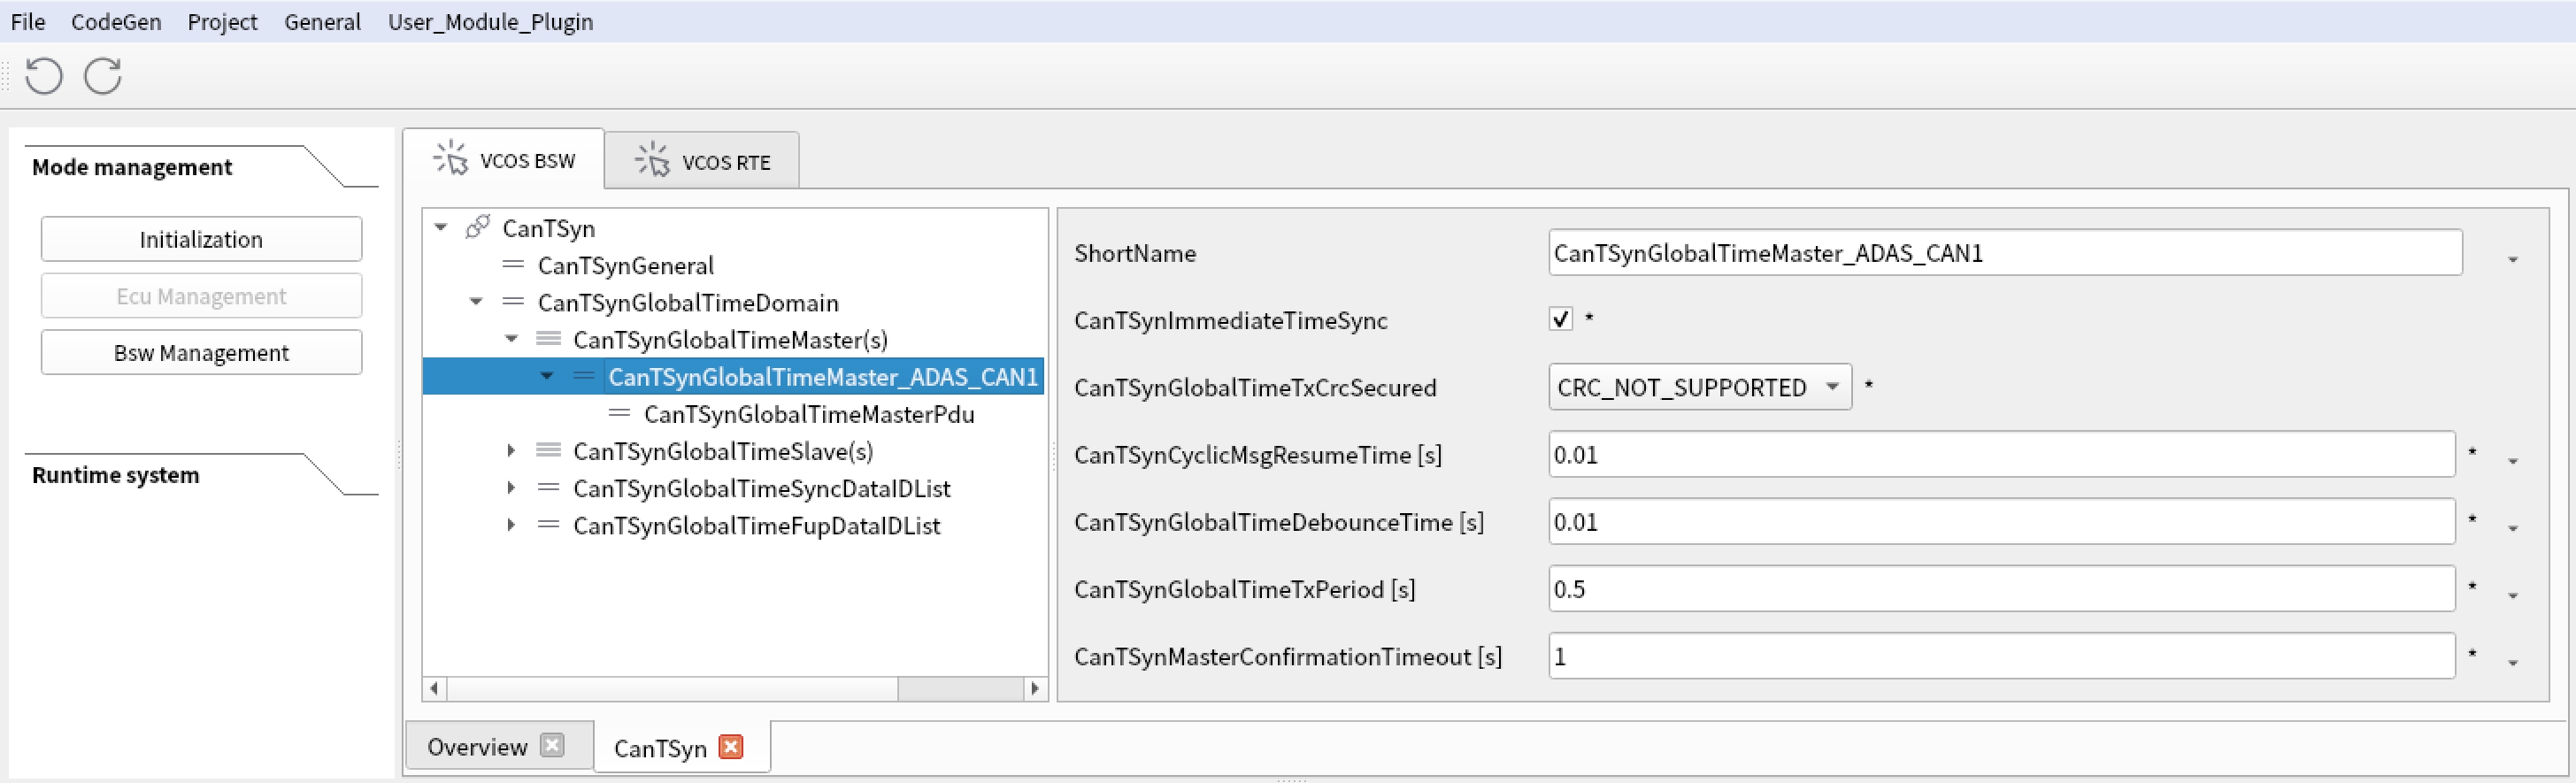 File CodeGen Project General User_Module_Plugin
Mode management
Initialization
Ecu Management
Bsw Management
Runtime system
VCOS BSW
VCOS RTE
CanTSyn
CanTSynGeneral
CanTSynGlobalTimeDomain
CanTSynGlobalTimeMaster(s)
CanTSynGlobalTimeMaster_ADAS_CAN1
CanTSynGlobalTimeMasterPdu
CanTSynGlobalTimeSlave(s)
CanTSynGlobalTimeSyncDataIDList
CanTSynGlobalTimeFupDataIDList
ShortName CanTSynGlobalTimeMaster_ADAS_CAN1
CanTSynImmediateTimeSync *
CanTSynGlobalTimeTxCrcSecured CRC_NOT_SUPPORTED *
CanTSynCyclicMsgResumeTime [s] 0.01 *
CanTSynGlobalTimeDebounceTime [s] 0.01 *
CanTSynGlobalTimeTxPeriod [s] 0.5 *
CanTSynMasterConfirmationTimeout [s] 1 *
Overview
CanTSyn